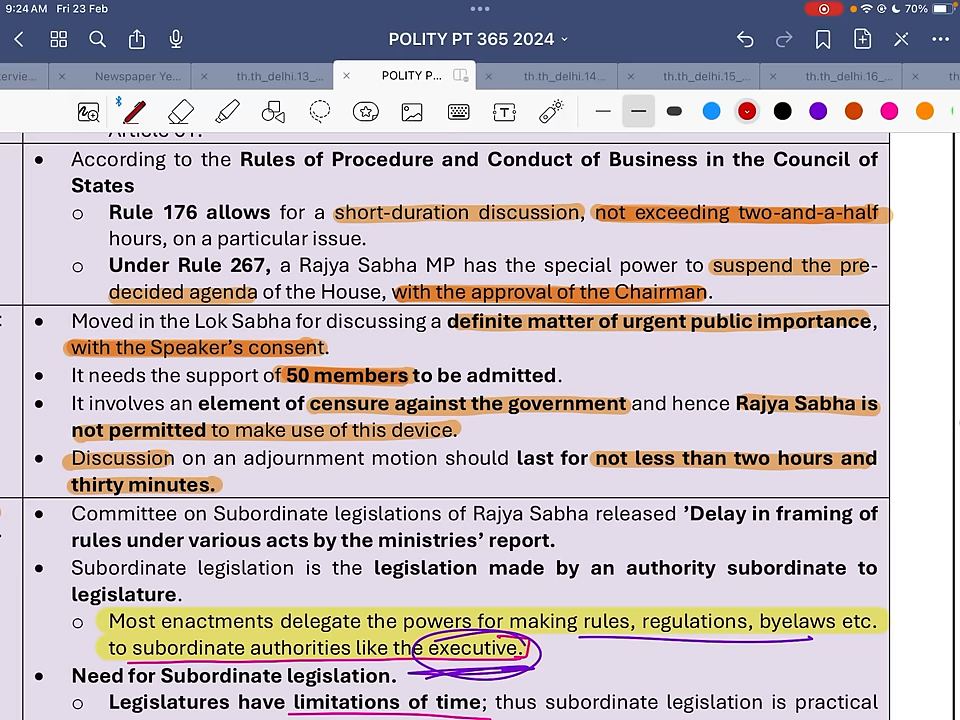 9:24 AM Fri 23 Feb
70%
POLITY PT 365 2024
tervie...
Newspaper Ye...
th.th_delhi.13_...
POLITY P...
th.th_delhi.14...
th.th_delhi.15_...
th.th_delhi.16_...
th
Article 61.
• According to the Rules of Procedure and Conduct of Business in the Council of
States
o Rule 176 allows for a short-duration discussion, not exceeding two-and-a-half
hours, on a particular issue.
o Under Rule 267, a Rajya Sabha MP has the special power to suspend the pre-
decided agenda of the House, with the approval of the Chairman.
• Moved in the Lok Sabha for discussing a definite matter of urgent public importance,
with the Speaker's consent.
• It needs the support of 50 members to be admitted.
• It involves an element of censure against the government and hence Rajya Sabha is
not permitted to make use of this device.
• Discussion on an adjournment motion should last for not less than two hours and
thirty minutes.
• Committee on Subordinate legislations of Rajya Sabha released 'Delay in framing of
rules under various acts by the ministries' report.
• Subordinate legislation is the legislation made by an authority subordinate to
legislature.
o Most enactments delegate the powers for making rules, regulations, byelaws etc.
to subordinate authorities like the executive.
• Need for Subordinate legislation.
o Legislatures have limitations of time; thus subordinate legislation is practical